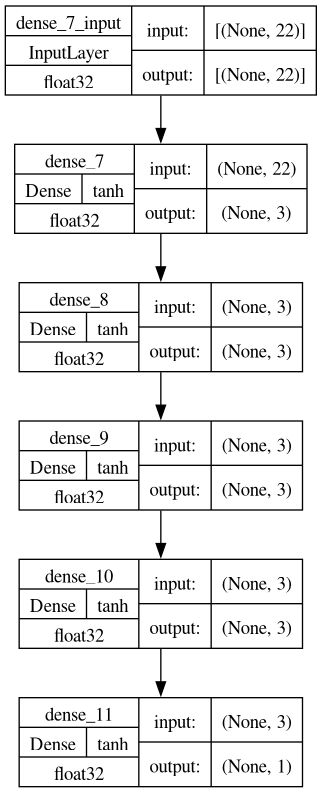 dense_7_input
input:
[(None, 22)]
InputLayer
float32
output:
[(None, 22)]
dense_7
input:
(None, 22)
Dense
tanh
float32
output:
(None, 3)
dense_8
input:
(None, 3)
Dense
tanh
float32
output:
(None, 3)
dense_9
input:
(None, 3)
Dense
tanh
float32
output:
(None, 3)
dense_10
input:
(None, 3)
Dense
tanh
float32
output:
(None, 3)
dense_11
input:
(None, 3)
Dense
tanh
float32
output:
(None, 1)